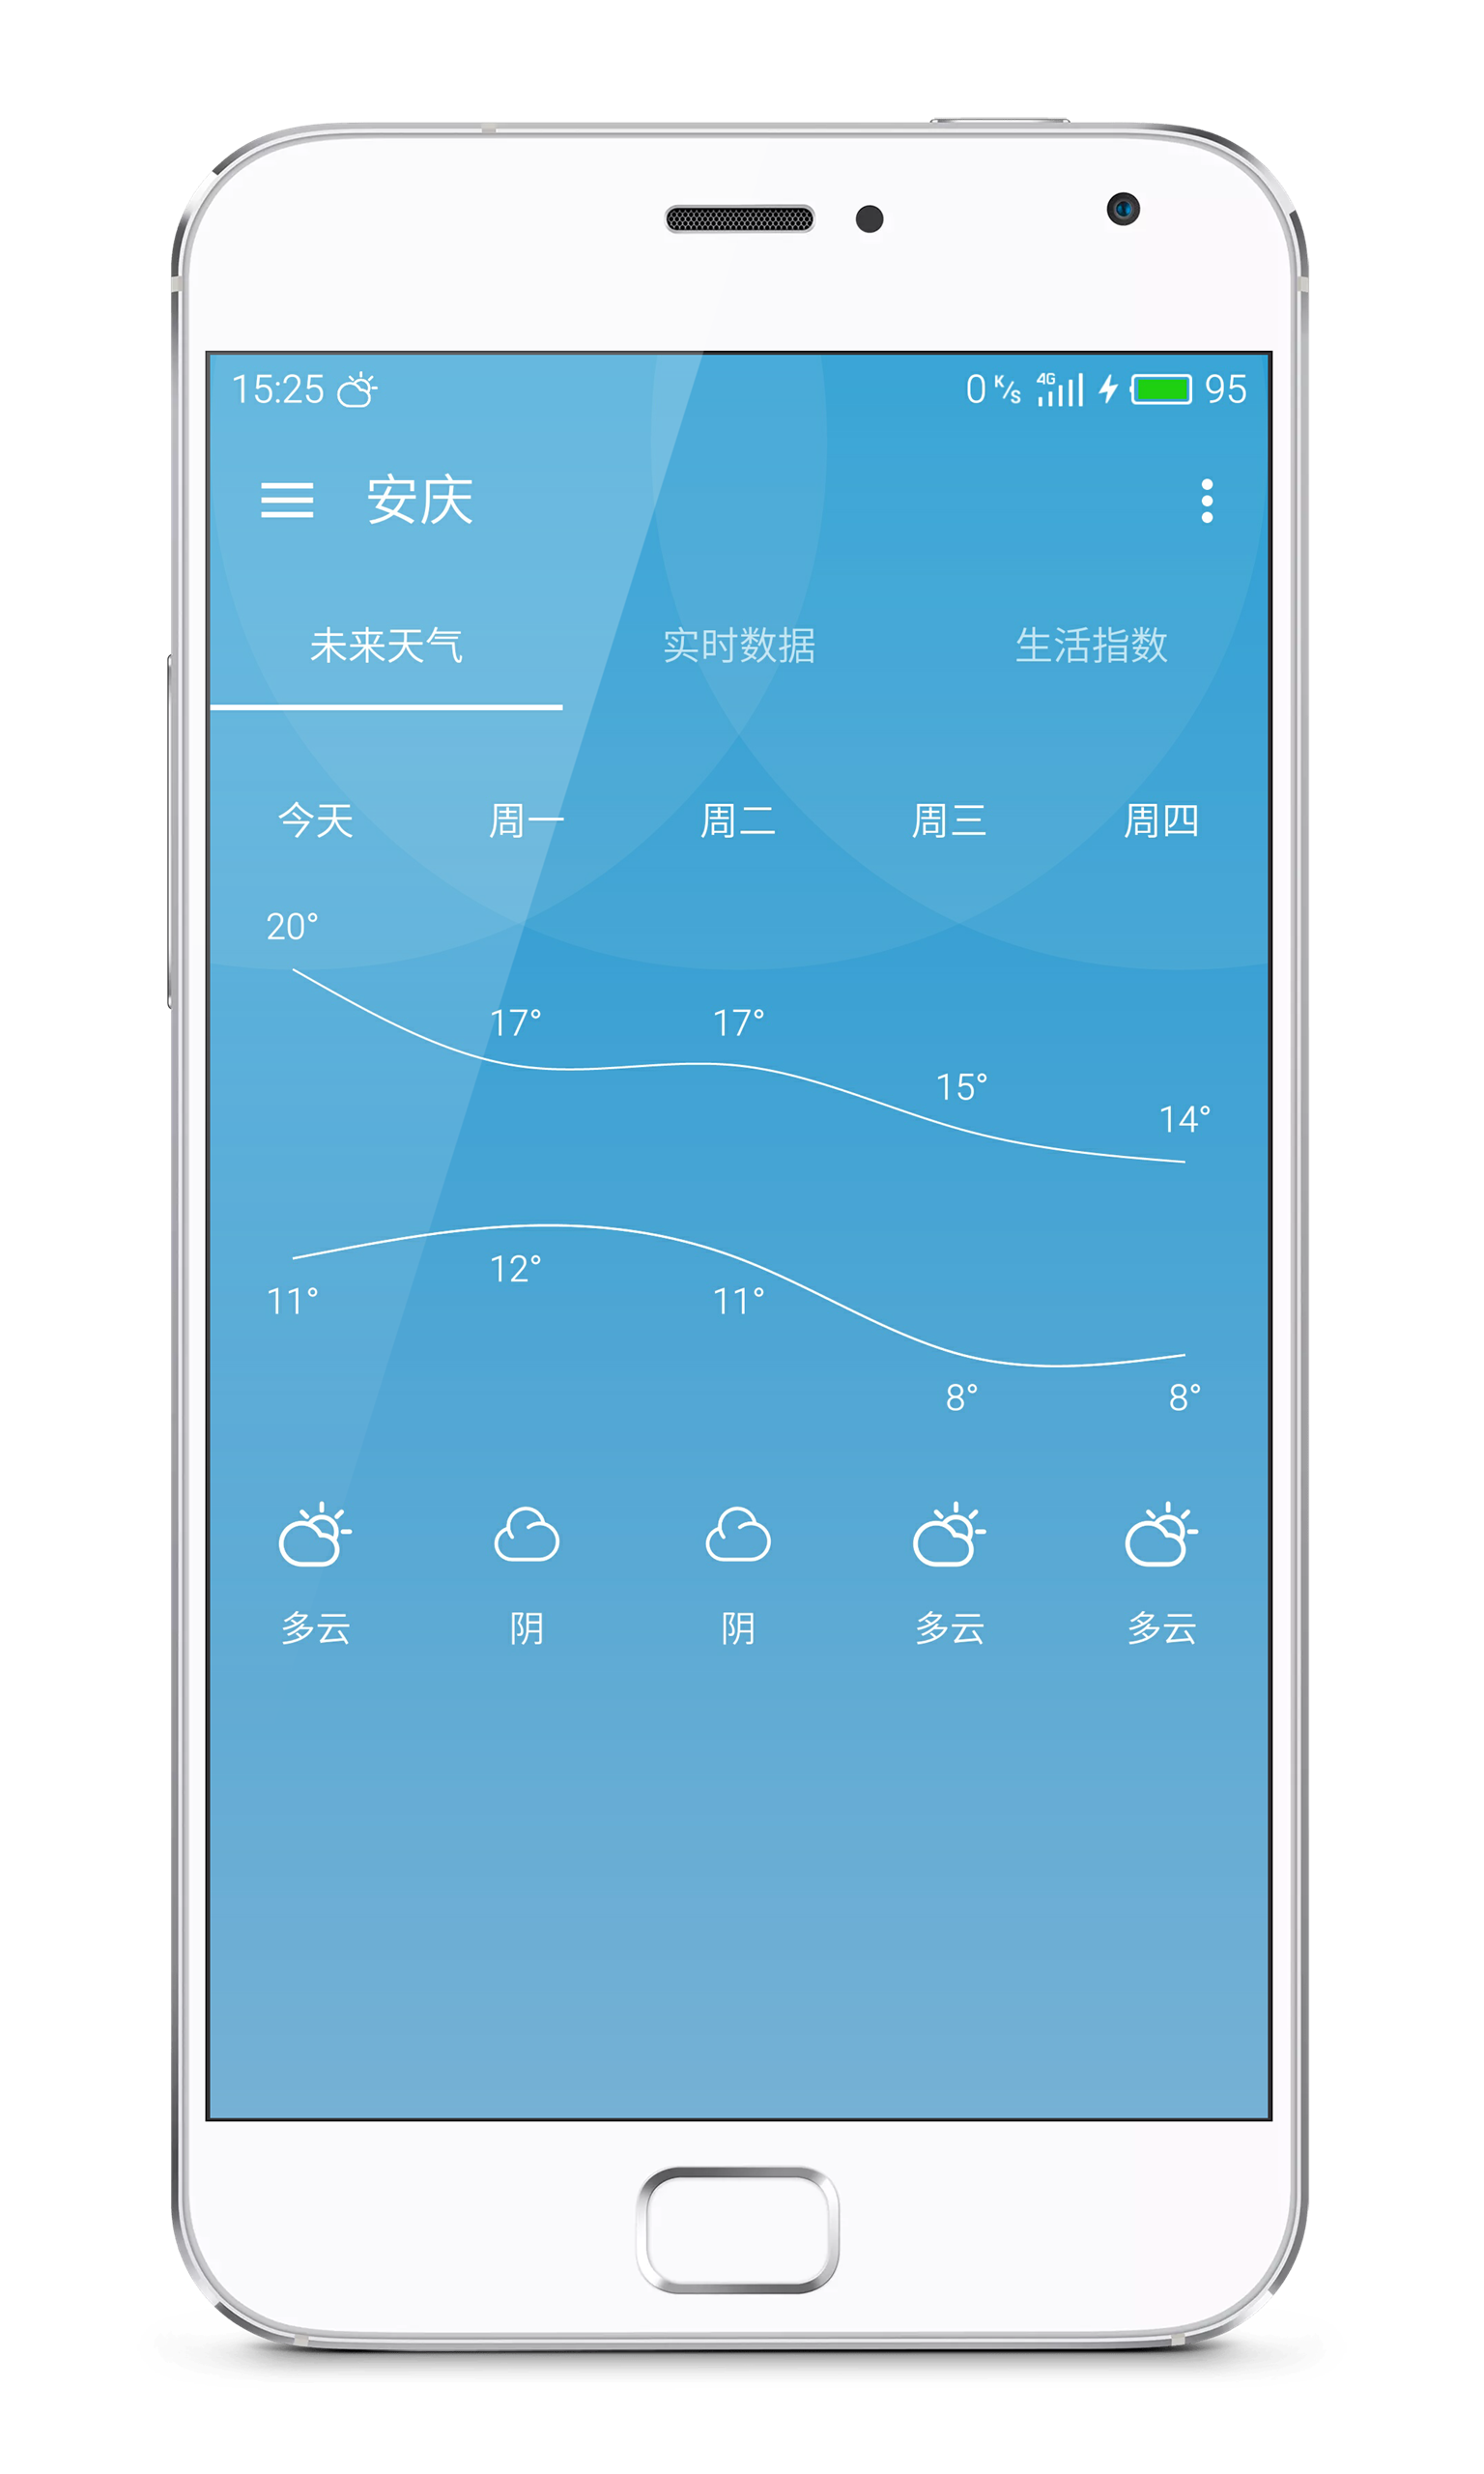 15:25 0 K/s 4G 95
安庆
未来天气 实时数据 生活指数
今天 周一 周二 周三 周四
20°
17° 17°
15°
14°
12°
11° 11°
8° 8°
多云 阴 阴 多云 多云